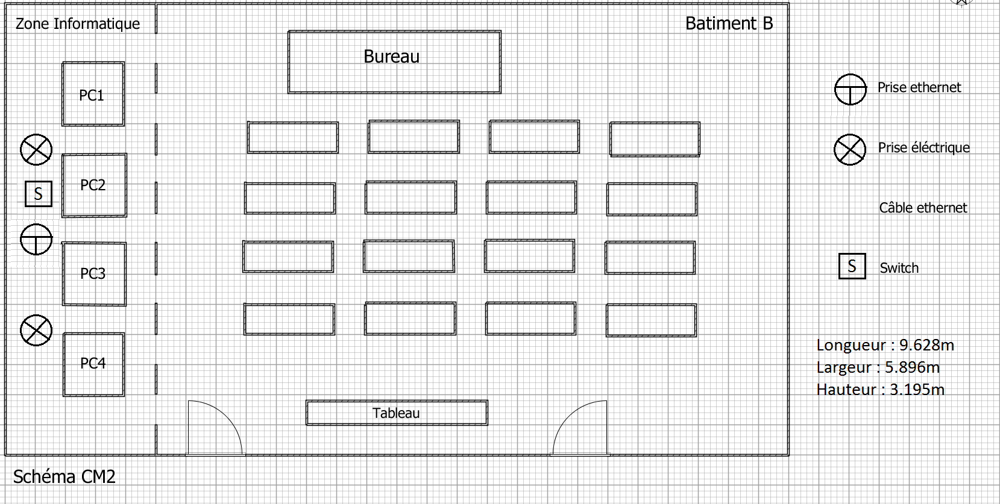 Zone Informatique
Batiment B
Bureau
PC1
PC2
S
PC3
PC4
Tableau
Schéma CM2
Prise ethernet
Prise éléctrique
Câble ethernet
S
Switch
Longueur : 9.628m
Largeur : 5.896m
Hauteur : 3.195m